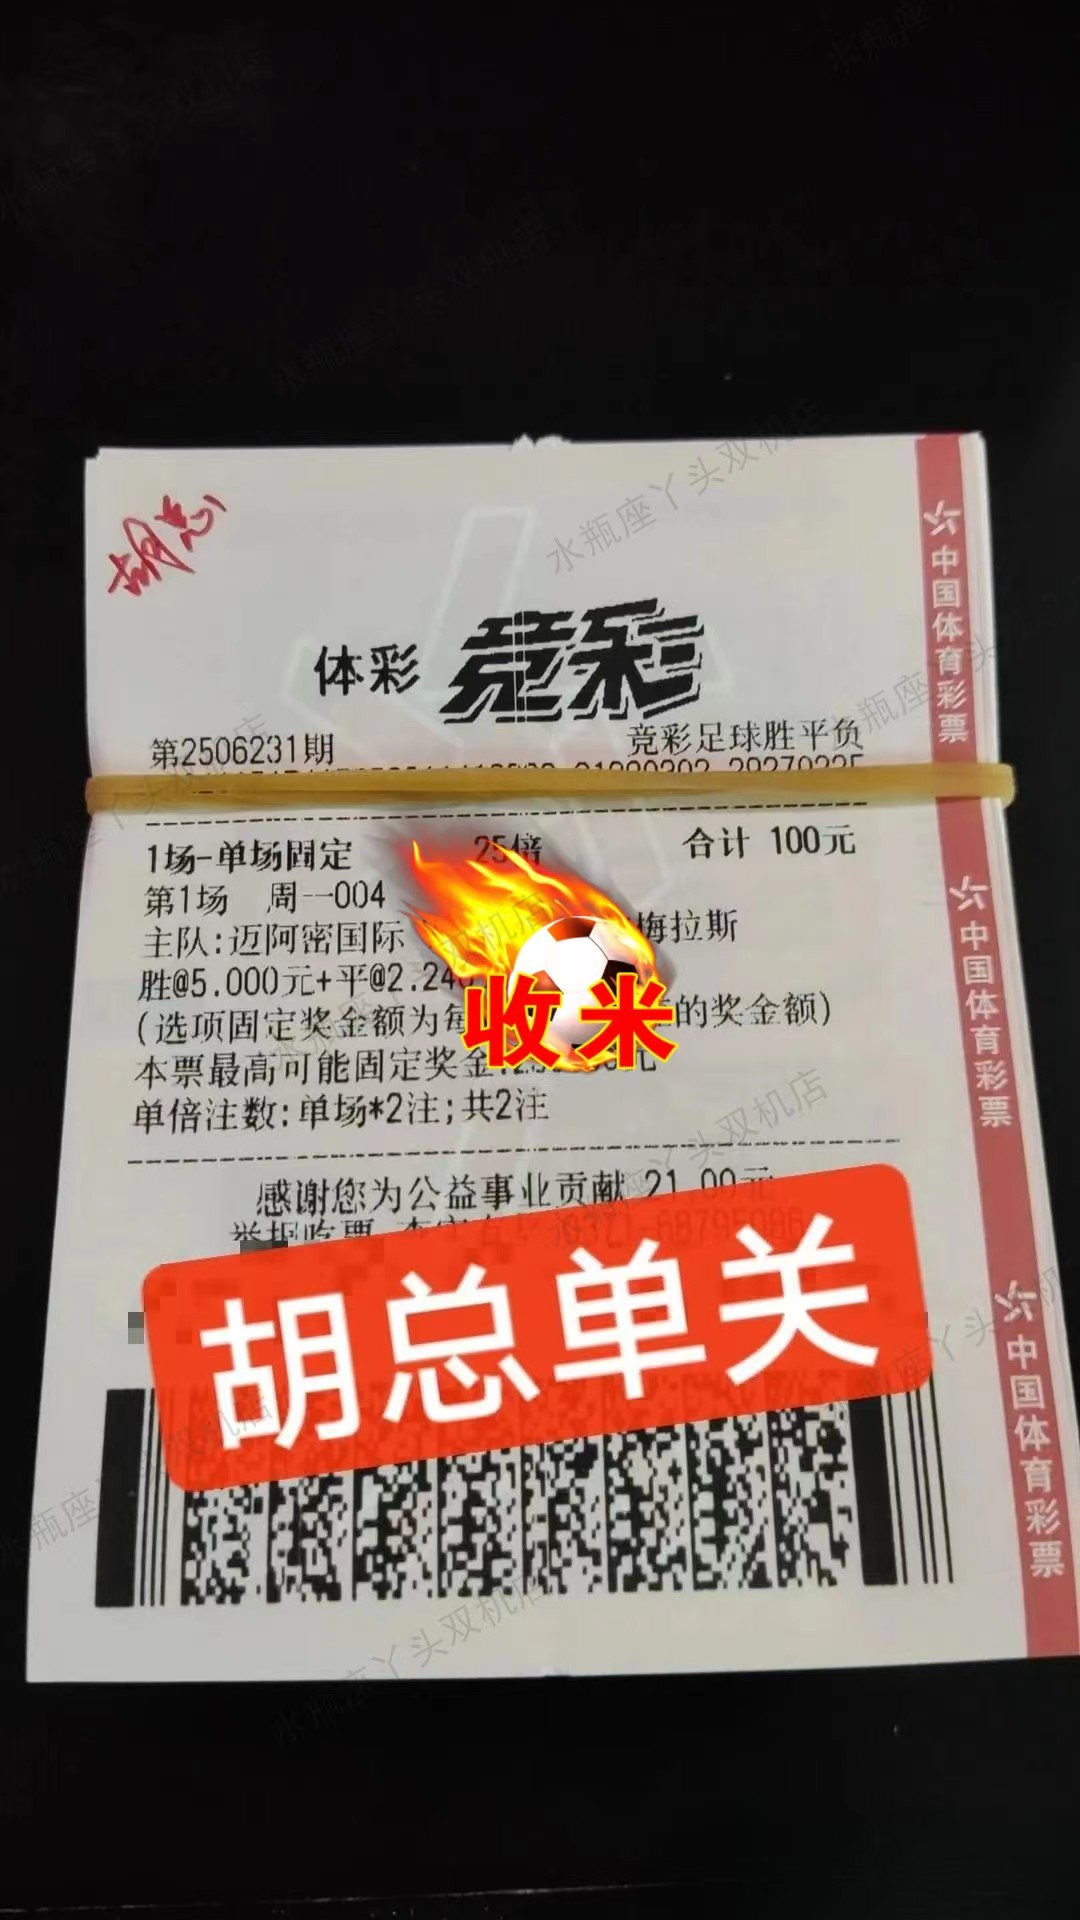 胡总
体彩 竞彩
第2506231期 竞彩足球胜平负
1场-单场固定 25倍 合计 100元
第1场 周一004
主队:迈阿密国际 梅拉斯
胜@5.000元+平@2.24
(选项固定奖金额为每 的奖金额)
本票最高可能固定奖金
单倍注数:单场*2注;共2注
感谢您为公益事业贡献 21.00元
收米
胡总单关
中国体育彩票
中国体育彩票
中国体育彩票
水瓶座丫头双机店